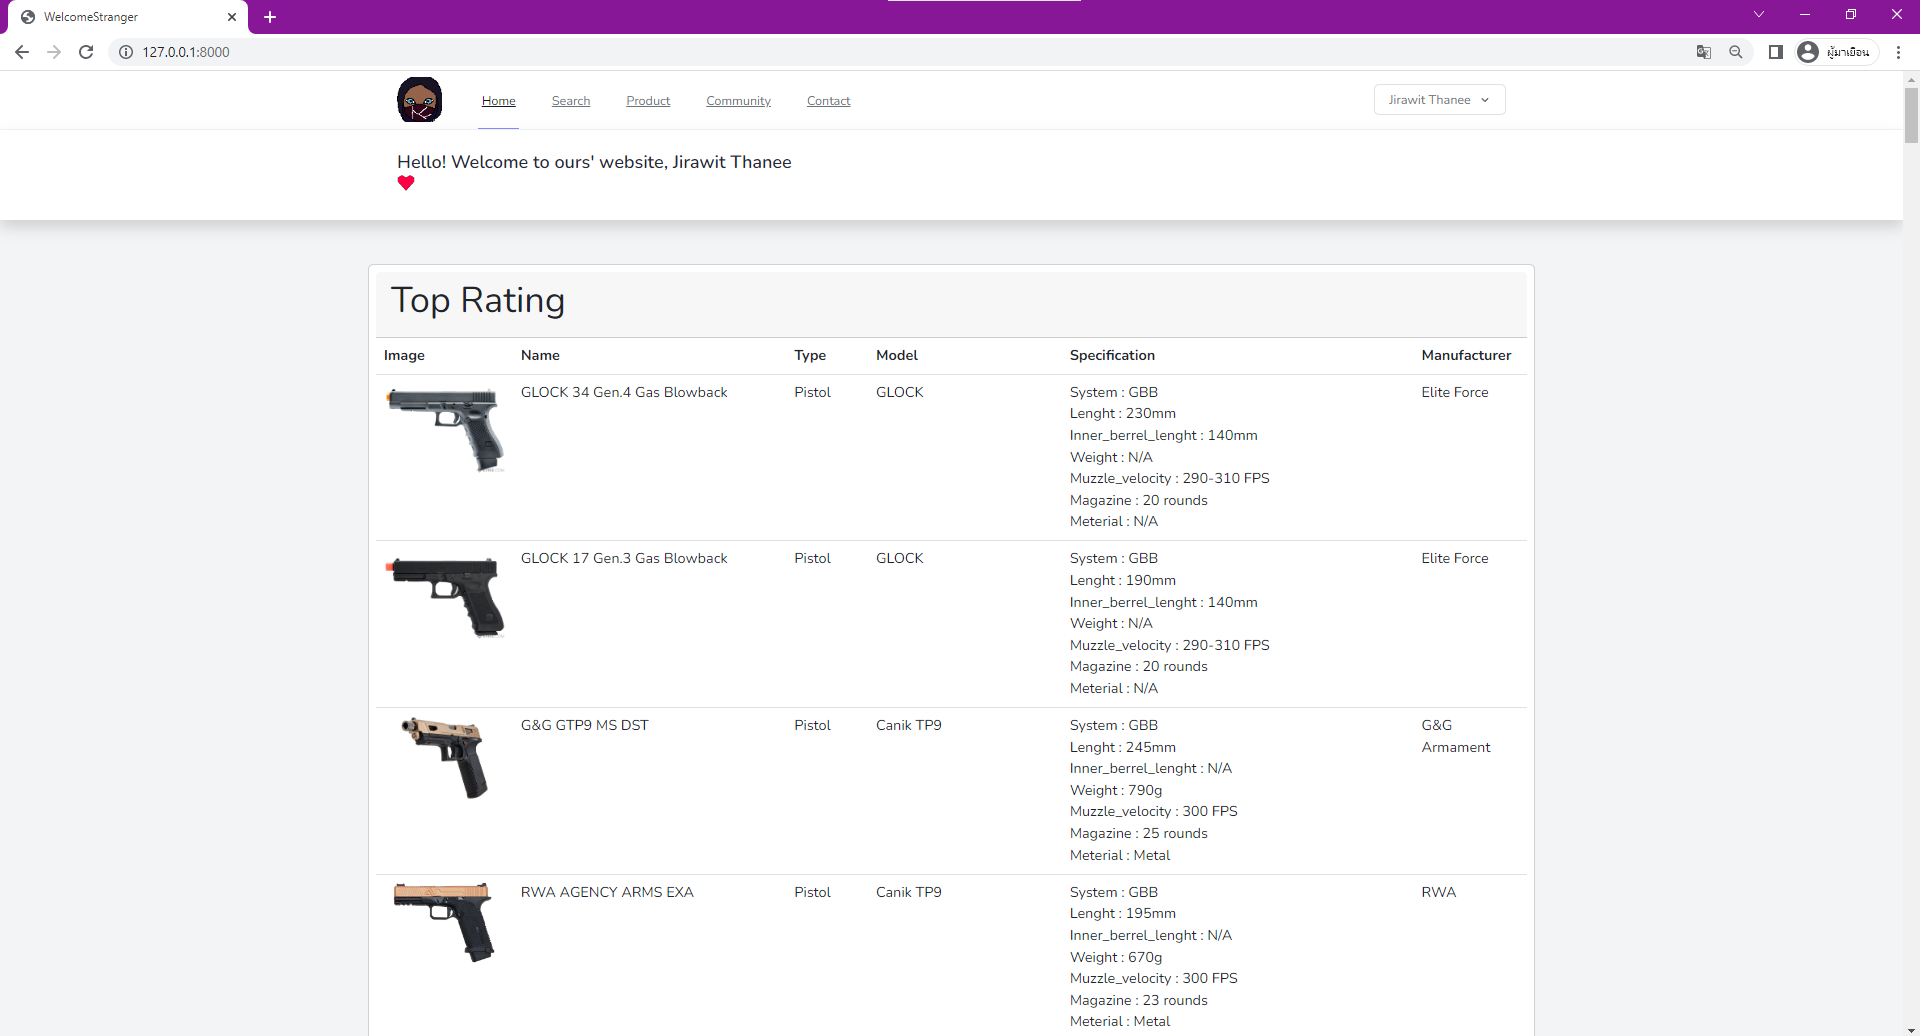 WelcomeStranger
127.0.0.1:8000
ผู้มาเยือน
Home
Search
Product
Community
Contact
Jirawit Thanee
Hello! Welcome to ours' website, Jirawit Thanee
Top Rating
Image Name Type Model Specification Manufacturer
GLOCK 34 Gen.4 Gas Blowback Pistol GLOCK System : GBB Elite Force
Lenght : 230mm
Inner_berrel_lenght : 140mm
Weight : N/A
Muzzle_velocity : 290-310 FPS
Magazine : 20 rounds
Meterial : N/A
GLOCK 17 Gen.3 Gas Blowback Pistol GLOCK System : GBB Elite Force
Lenght : 190mm
Inner_berrel_lenght : 140mm
Weight : N/A
Muzzle_velocity : 290-310 FPS
Magazine : 20 rounds
Meterial : N/A
G&G GTP9 MS DST Pistol Canik TP9 System : GBB G&G
Lenght : 245mm Armament
Inner_berrel_lenght : N/A
Weight : 790g
Muzzle_velocity : 300 FPS
Magazine : 25 rounds
Meterial : Metal
RWA AGENCY ARMS EXA Pistol Canik TP9 System : GBB RWA
Lenght : 195mm
Inner_berrel_lenght : N/A
Weight : 670g
Muzzle_velocity : 300 FPS
Magazine : 23 rounds
Meterial : Metal